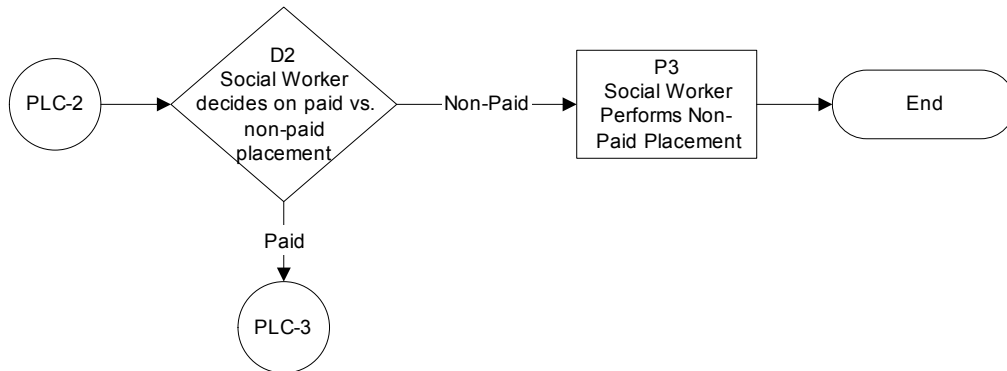 PLC-2
D2
Social Worker
decides on paid vs.
non-paid
placement
Non-Paid
P3
Social Worker
Performs Non-
Paid Placement
End
Paid
PLC-3